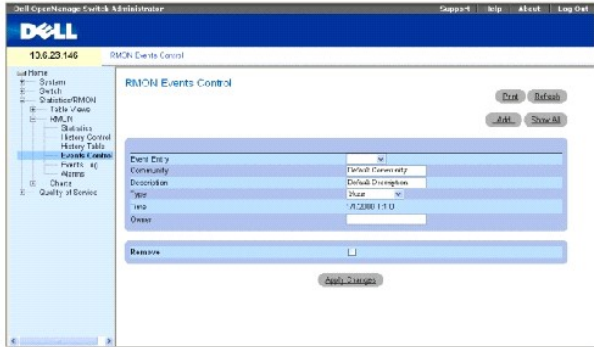 Dell OpenManage Switch Administrator
Support Help About Log Out
DELL
10.6.23.146
RMON Events Control
Home
System
Switch
Statistics/RMON
Table Views
RMON
Statistics
History Control
History Table
Events Control
Events Log
Alarms
Charts
Quality of Service
RMON Events Control
Print Refresh
Add Show All
Event Entry
Community Default Community
Description Default Description
Type
Time
Owner
Remove
Apply Changes